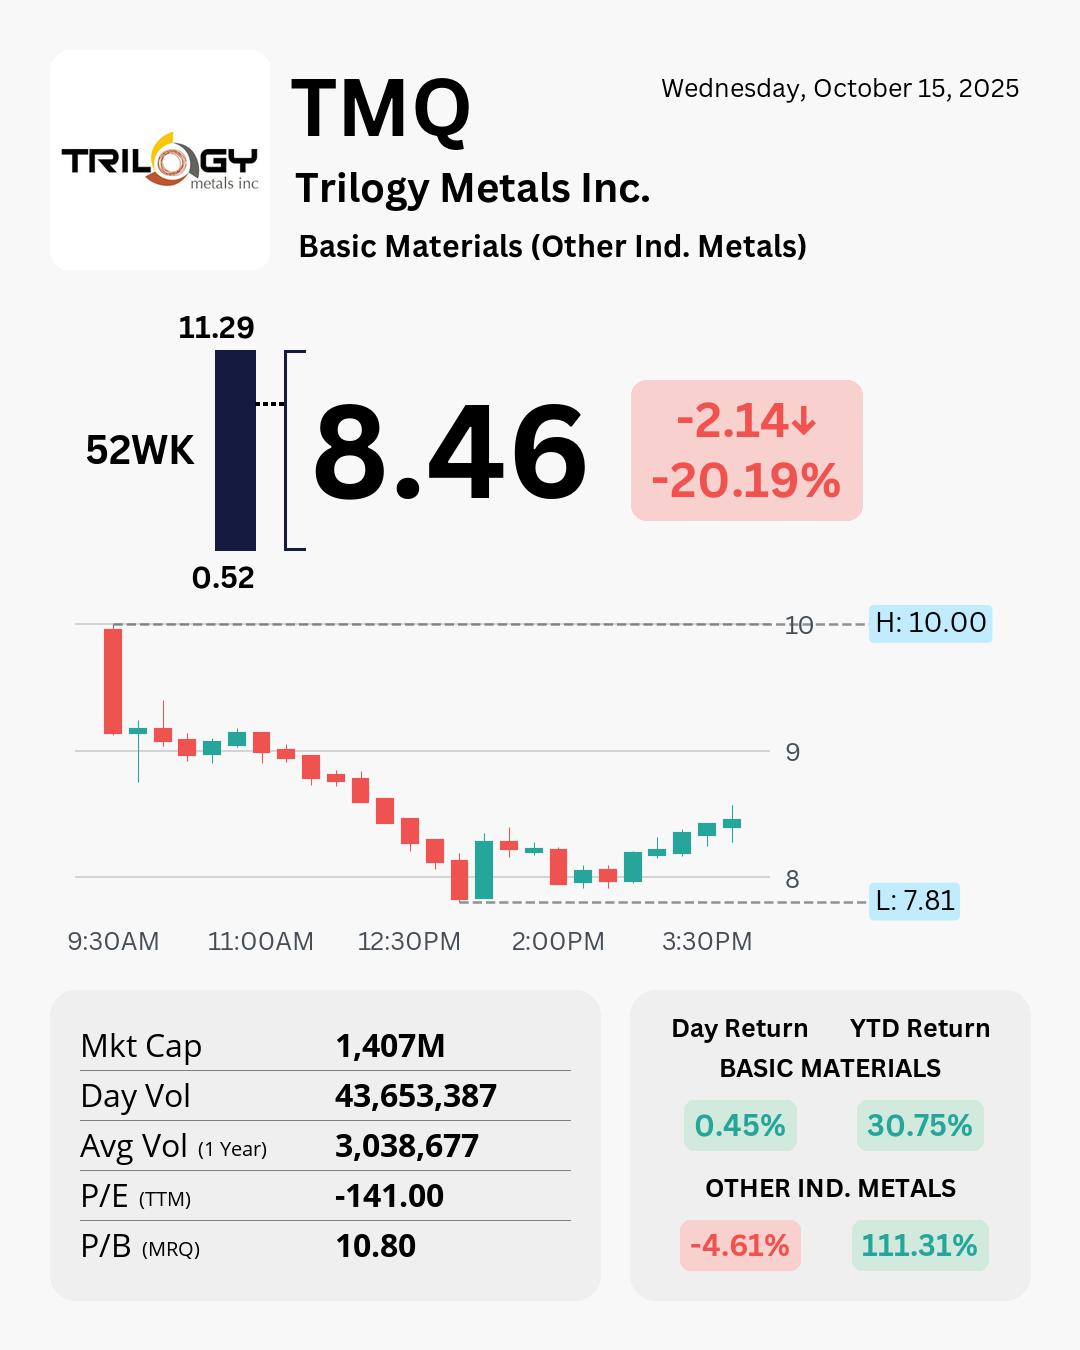 TRILOGY
metals inc
TMQ
Wednesday, October 15, 2025
Trilogy Metals Inc.
Basic Materials (Other Ind. Metals)
11.29
52WK
8.46
-2.14↓
-20.19%
0.52
10
H: 10.00
9
8
L: 7.81
9:30AM 11:00AM 12:30PM 2:00PM 3:30PM
Mkt Cap 1,407M
Day Vol 43,653,387
Avg Vol (1 Year) 3,038,677
P/E (TTM) -141.00
P/B (MRQ) 10.80
Day Return YTD Return
BASIC MATERIALS
0.45% 30.75%
OTHER IND. METALS
-4.61% 111.31%